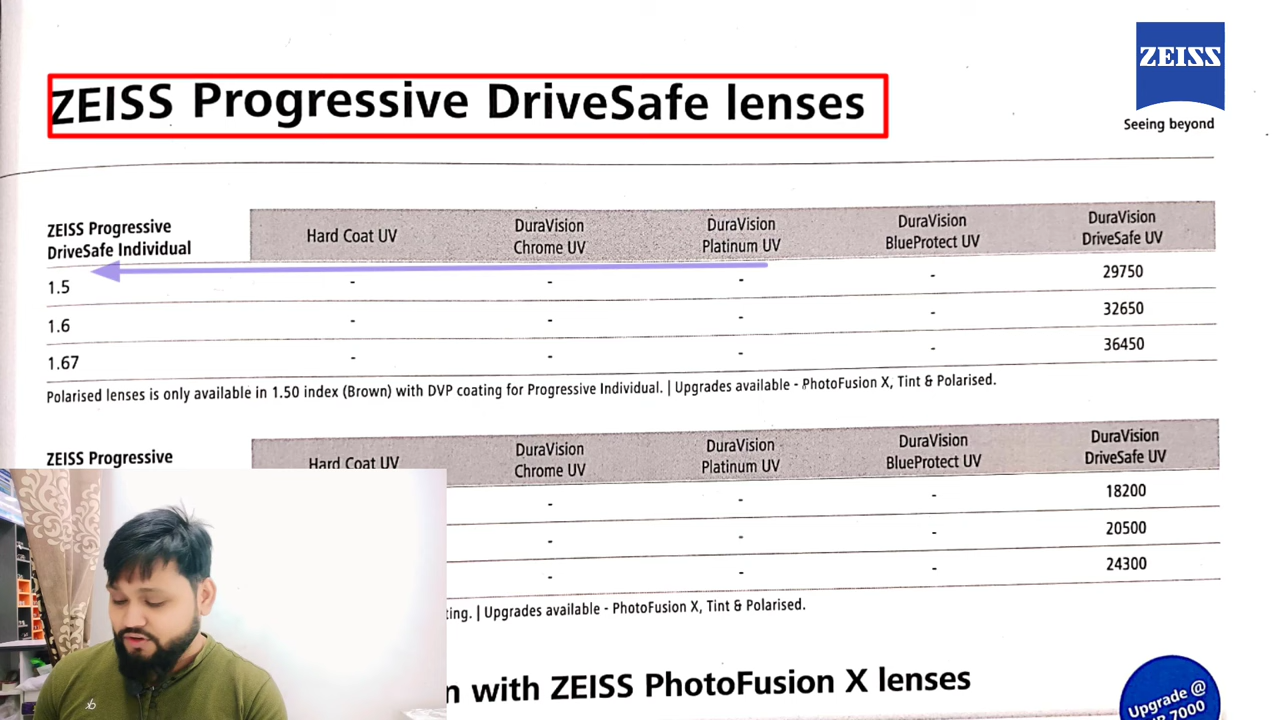 ZEISS
Seeing beyond
ZEISS Progressive DriveSafe lenses
ZEISS Progressive DriveSafe Individual | Hard Coat UV | DuraVision Chrome UV | DuraVision Platinum UV | DuraVision BlueProtect UV | DuraVision DriveSafe UV
1.5 - - - - 29750
1.6 - - - - 32650
1.67 - - - - 36450
Polarised lenses is only available in 1.50 index (Brown) with DVP coating for Progressive Individual. | Upgrades available - PhotoFusion X, Tint & Polarised.
ZEISS Progressive | Hard Coat UV | DuraVision Chrome UV | DuraVision Platinum UV | DuraVision BlueProtect UV | DuraVision DriveSafe UV
- - - 18200
- - - 20500
- - - 24300
ting. | Upgrades available - PhotoFusion X, Tint & Polarised.
n with ZEISS PhotoFusion X lenses
Upgrade @
7000